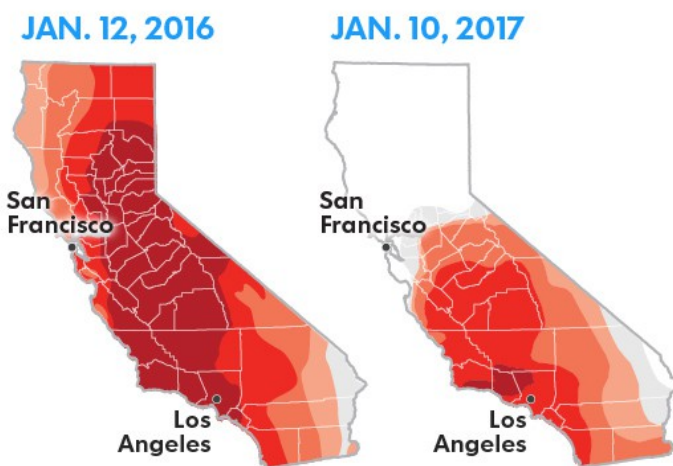 JAN. 12, 2016
San
Francisco
Los
Angeles
JAN. 10, 2017
San
Francisco
Los
Angeles